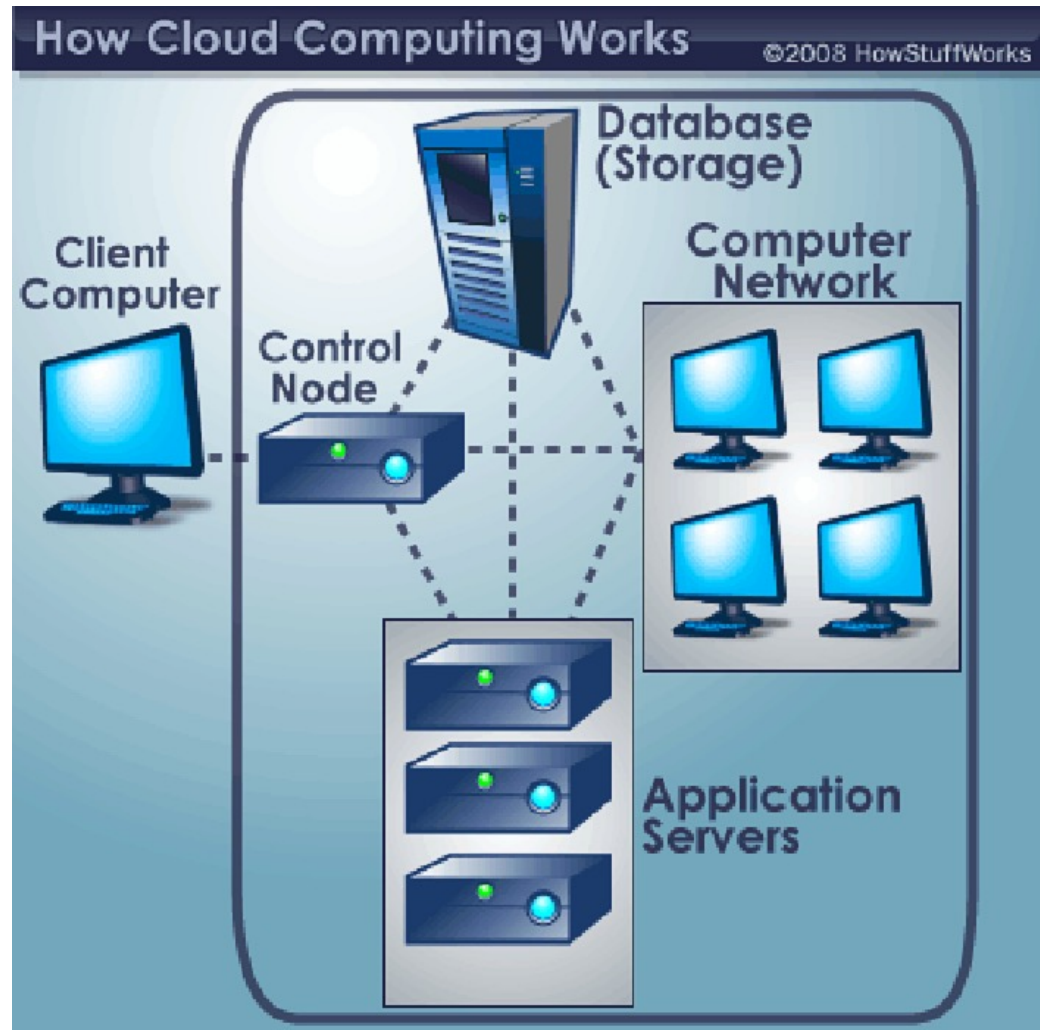 How Cloud Computing Works
©2008 HowStuffWorks
Database
(Storage)
Client
Computer
Computer
Network
Control
Node
Application
Servers